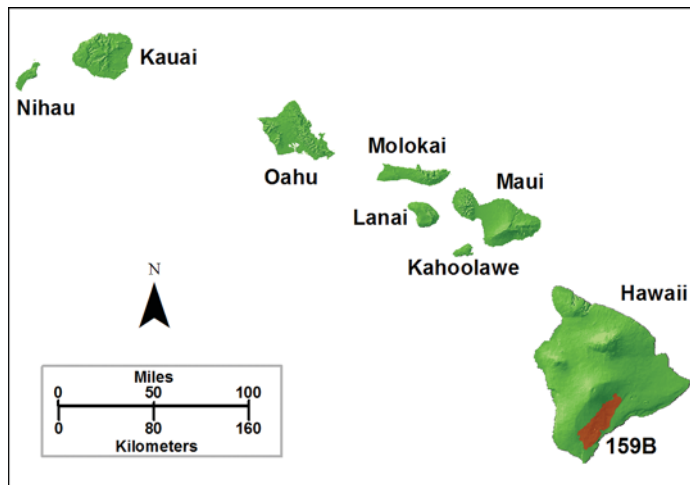 Kauai
Nihau
Oahu
Molokai
Maui
Lanai
Kahoolawe
Hawaii
N
Miles
0 50 100
0 80 160
Kilometers
159B